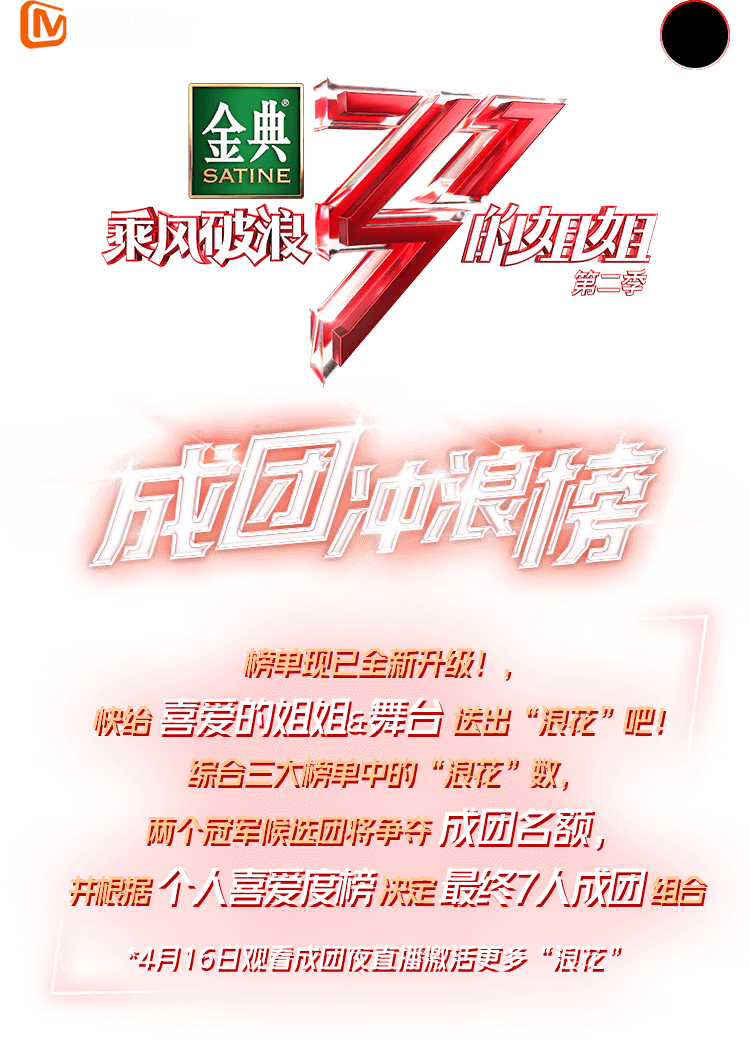 金典®
SATINE
乘风破浪的姐姐
第二季
成团冲浪榜
榜单现已全新升级!,
快给喜爱的姐姐&舞台送出“浪花”吧!
综合三大榜单中的“浪花”数,
两个冠军候选团将争夺成团名额,
并根据个人喜爱度榜决定最终7人成团组合
*4月16日观看成团夜直播激活更多“浪花”